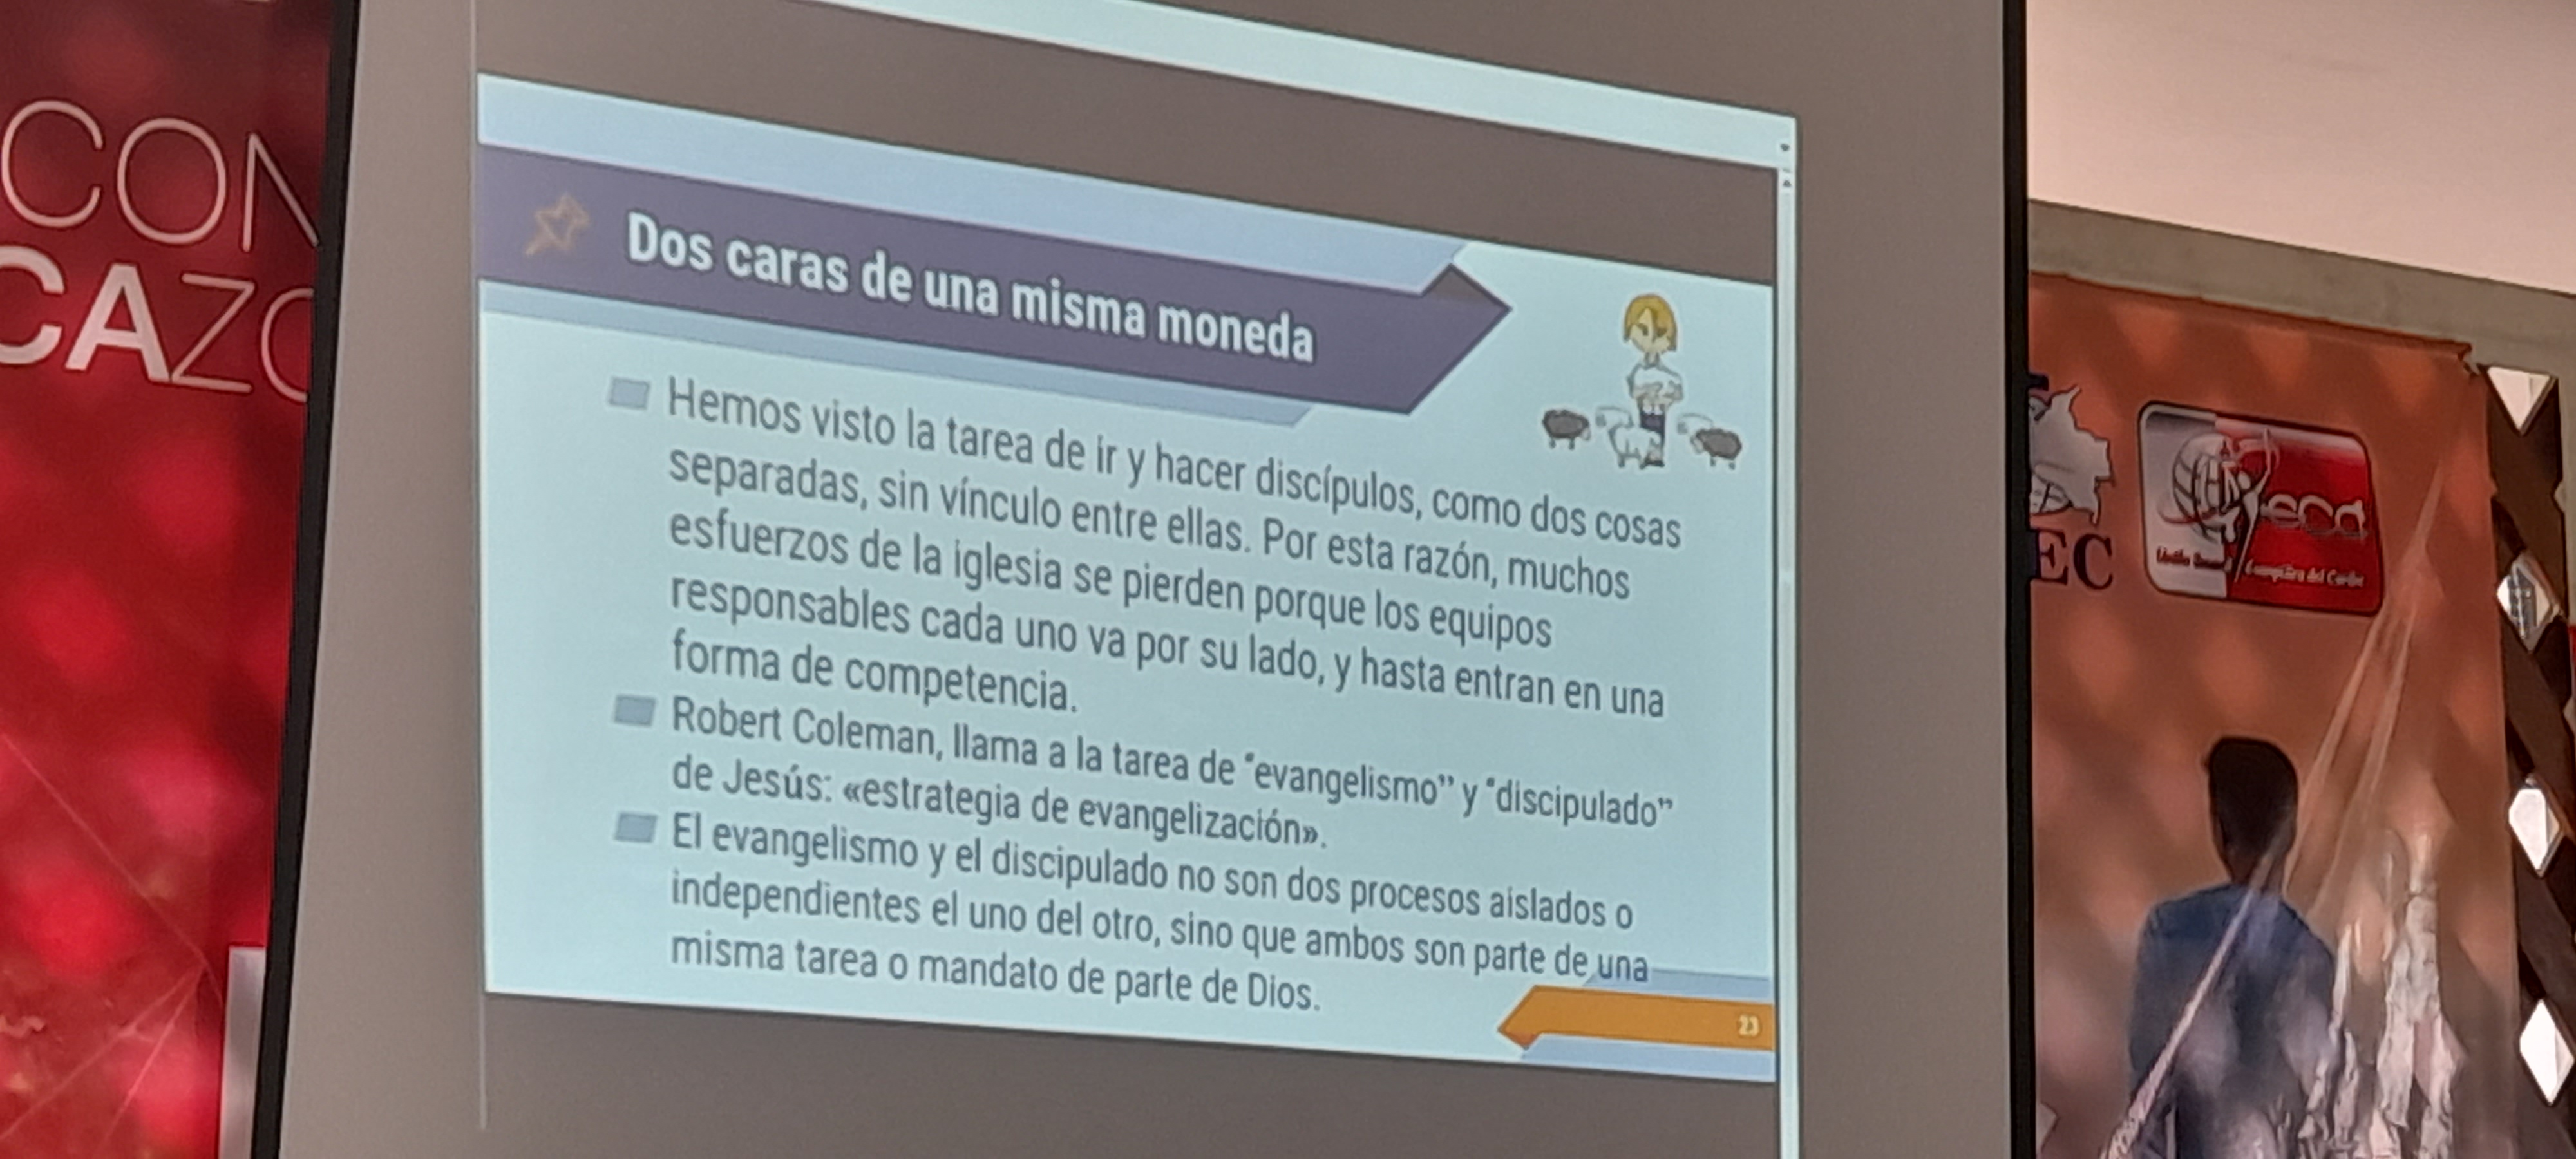 CON
CAZO
Dos caras de una misma moneda
Hemos visto la tarea de ir y hacer discípulos, como dos cosas
separadas, sin vínculo entre ellas. Por esta razón, muchos
esfuerzos de la iglesia se pierden porque los equipos
responsables cada uno va por su lado, y hasta entran en una
forma de competencia.
Robert Coleman, llama a la tarea de “evangelismo” y “discipulado”
de Jesús: «estrategia de evangelización».
El evangelismo y el discipulado no son dos procesos aislados o
independientes el uno del otro, sino que ambos son parte de una
misma tarea o mandato de parte de Dios.
23
EC
eca
Evangélica del Caribe